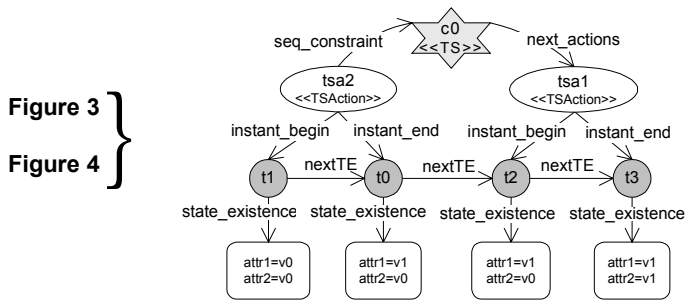 c0
<<TS>>
seq_constraint
next_actions
tsa2
<<TSAction>>
tsa1
<<TSAction>>
Figure 3
Figure 4
instant_begin
instant_end
instant_begin
instant_end
t1
nextTE
t0
nextTE
t2
nextTE
t3
state_existence
state_existence
state_existence
state_existence
attr1=v0
attr2=v0
attr1=v1
attr2=v0
attr1=v1
attr2=v0
attr1=v1
attr2=v1